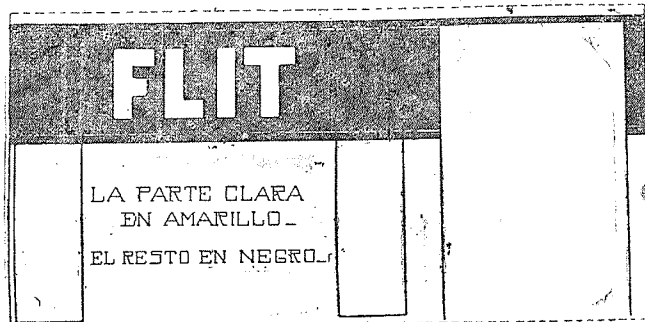 FLIT
LA PARTE CLARA
EN AMARILLO_
EL RESTO EN NEGRO_